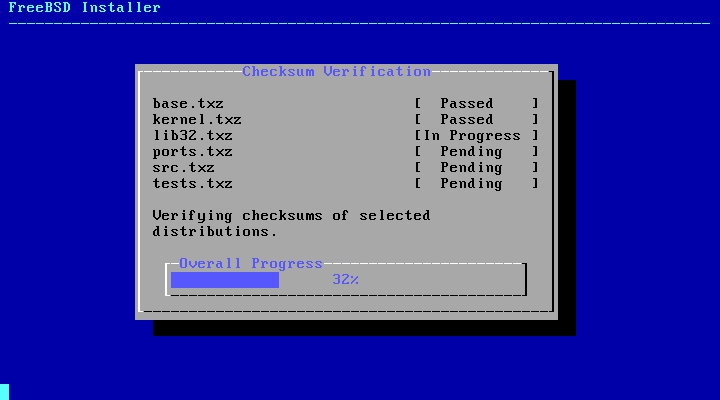 FreeBSD Installer
Checksum Verification
base.txz [ Passed ]
kernel.txz [ Passed ]
lib32.txz [In Progress ]
ports.txz [ Pending ]
src.txz [ Pending ]
tests.txz [ Pending ]
Verifying checksums of selected
distributions.
Overall Progress
32%